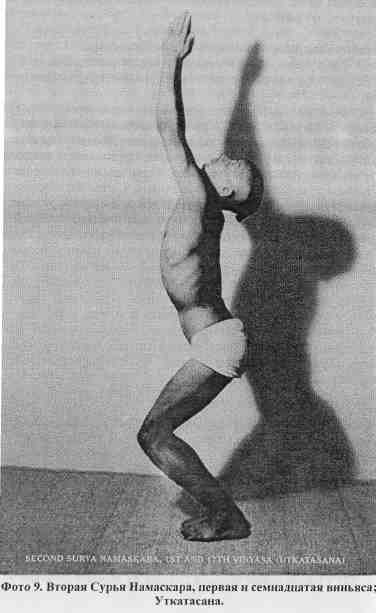 SECOND SURYA NAMASKARA, 1ST AND 17TH VINYASA (UTKATASANA)
Фото 9. Вторая Сурья Намаскара, первая и семнадцатая виньяса;
Уткатасана.